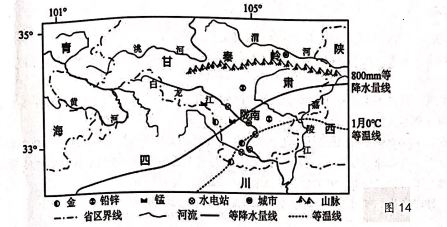 101°
105°
35°
33°
渭
河
陕
青
洮
河
甘
秦
岭
800mm等
降水量线
白
龙
江
肃
黄
河
嘉
陵
江
陇南
西
1月0℃
等温线
海
四
川
金
铅锌
锰
水电站
城市
山脉
省区界线
河流
等降水量线
等温线
图 14